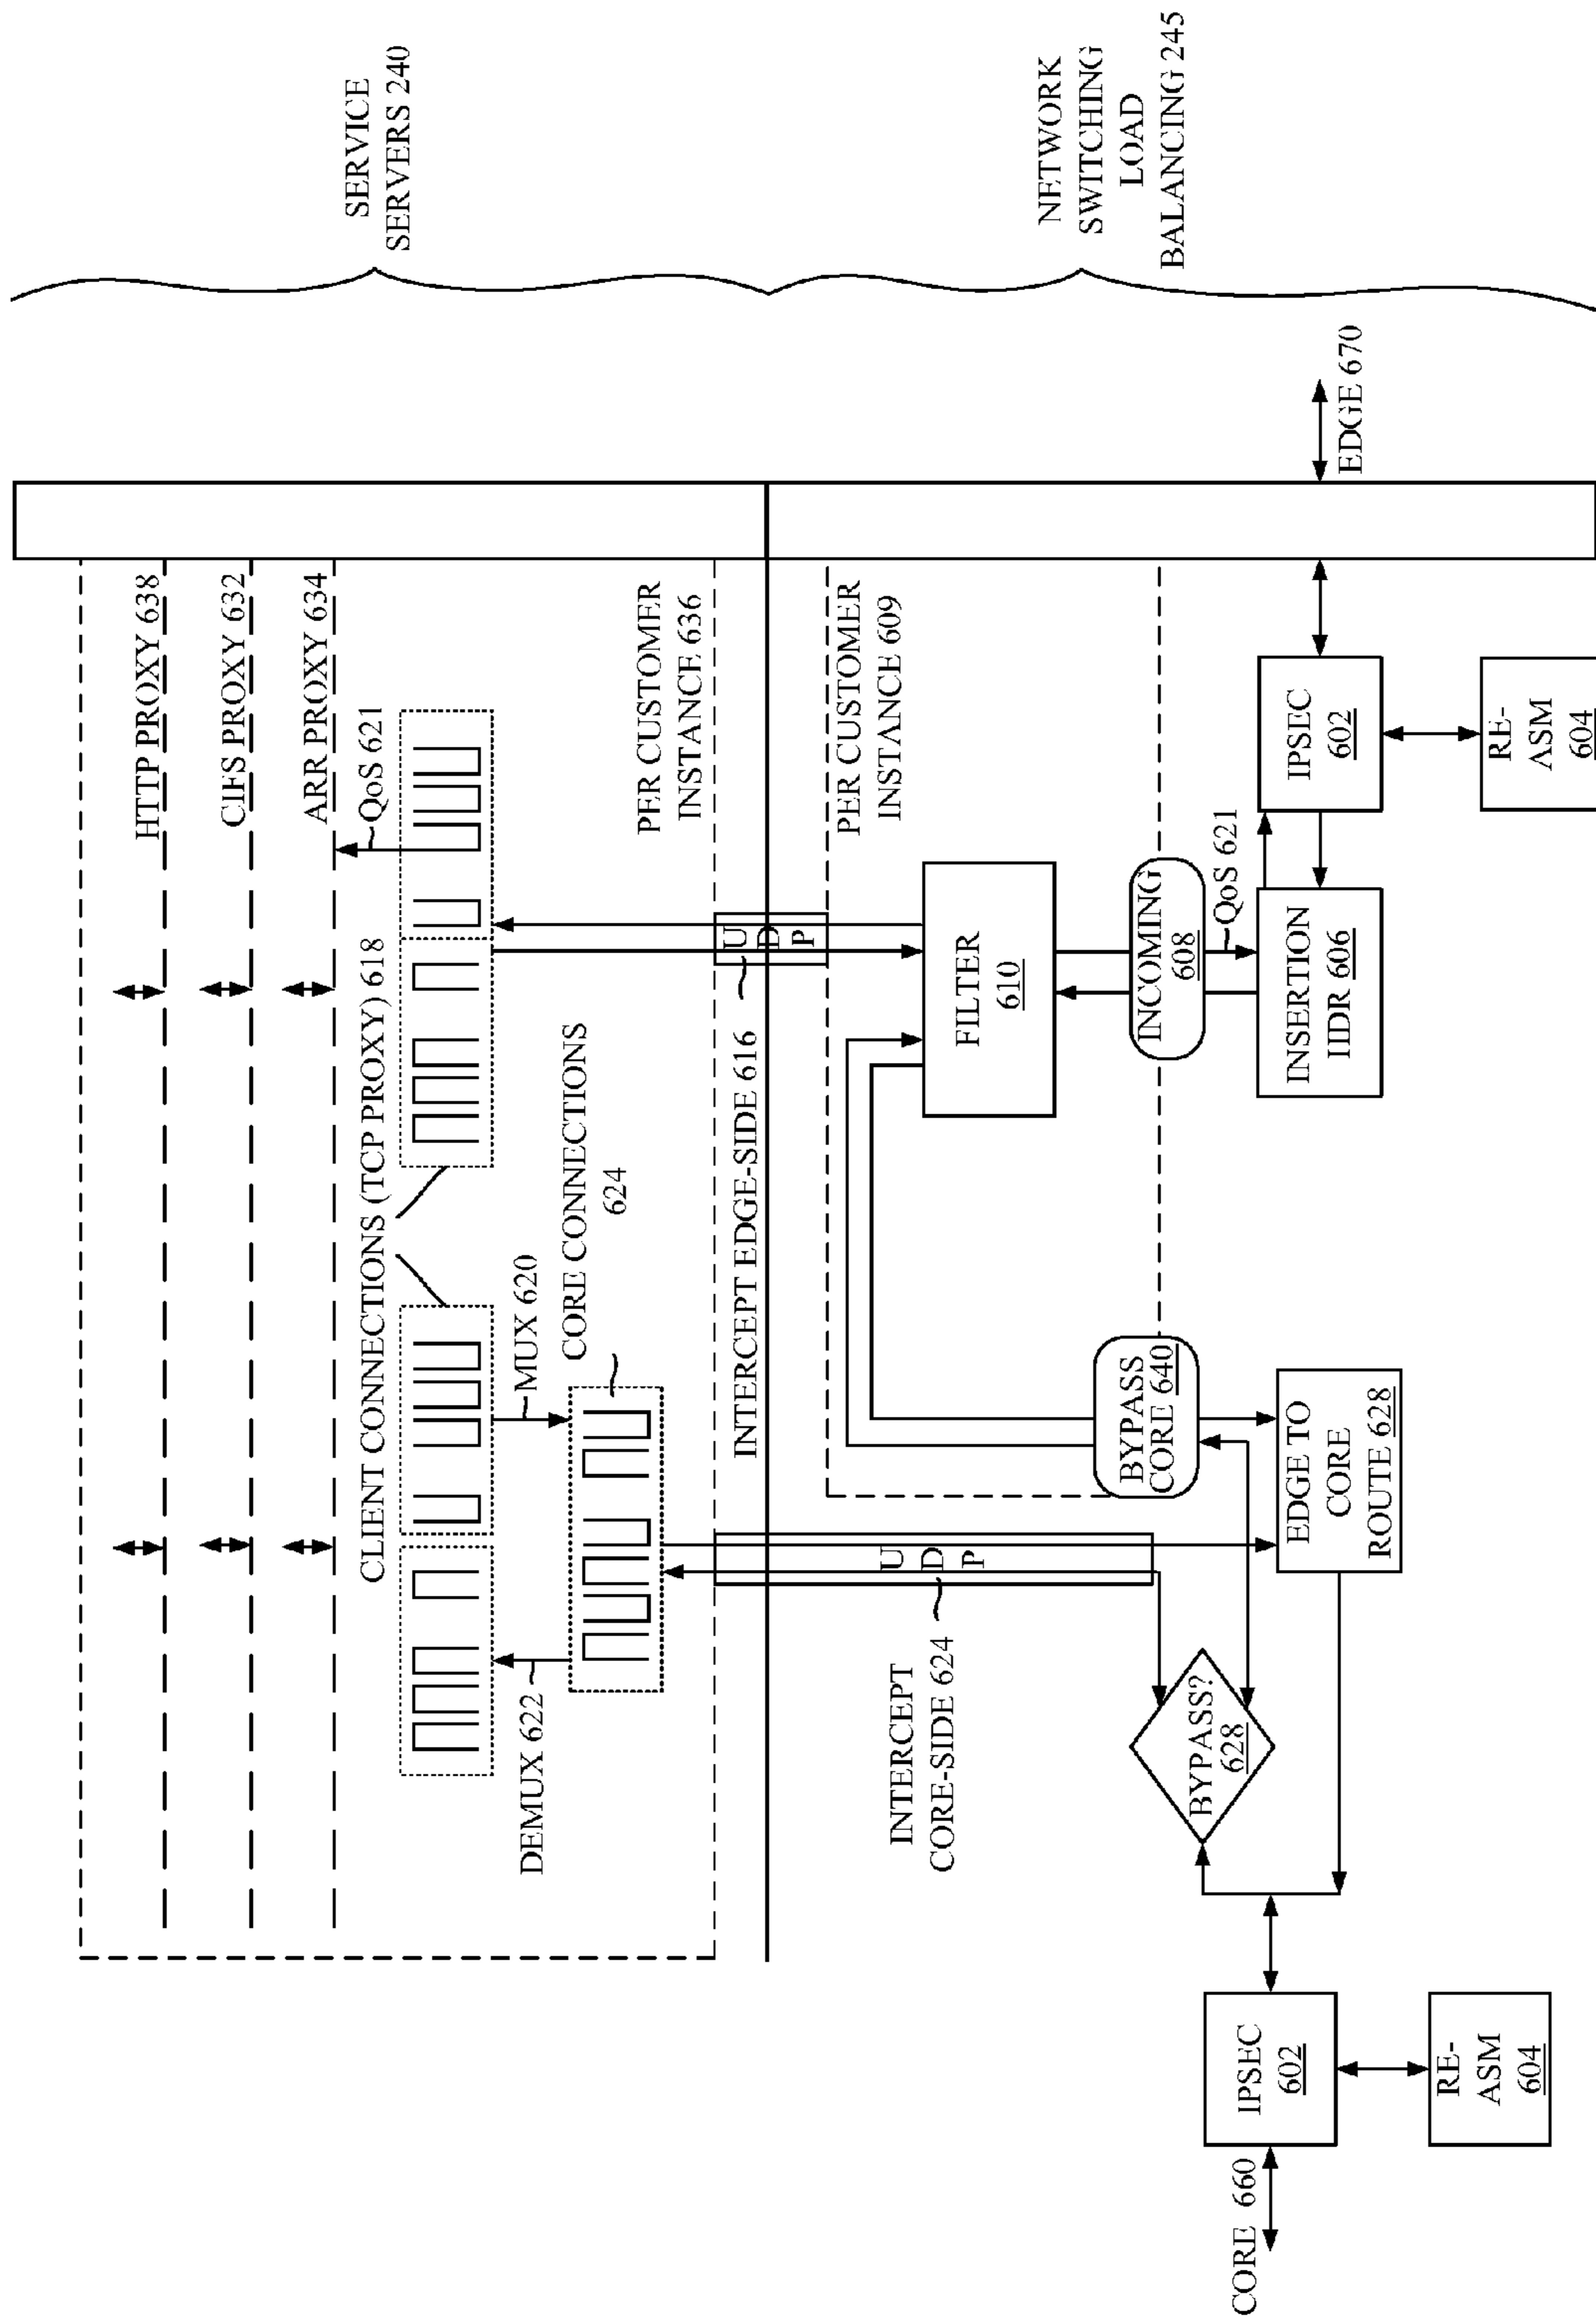 SERVICE
SERVERS 240
NETWORK
SWITCHING
LOAD
BALANCING 245
HTTP PROXY 638
CIFS PROXY 632
ARR PROXY 634
QoS 621
CLIENT CONNECTIONS (TCP PROXY) 618
MUX 620
DEMUX 622
CORE CONNECTIONS
624
PER CUSTOMER
INSTANCE 636
INTERCEPT EDGE-SIDE 616
U
D
P
PER CUSTOMER
INSTANCE 609
INTERCEPT
CORE-SIDE 624
U
D
P
FILTER
610
INCOMING
608
QoS 621
BYPASS
CORE 640
BYPASS?
628
EDGE TO
CORE
ROUTE 628
INSERTION
IIDR 606
IPSEC
602
RE-
ASM
604
EDGE 670
CORE 660
IPSEC
602
RE-
ASM
604